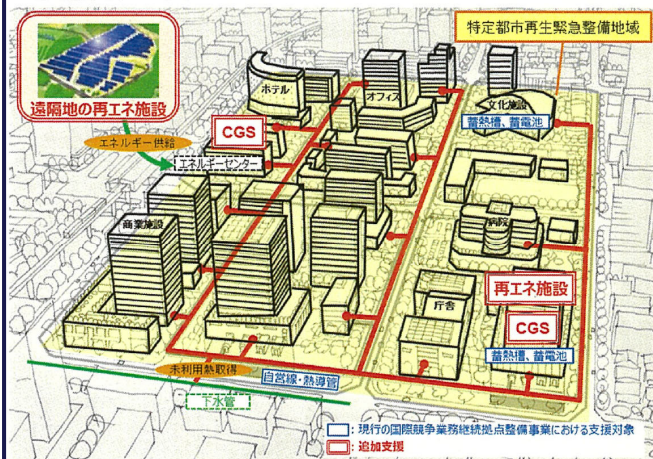 特定都市再生緊急整備地域
遠隔地の再エネ施設
エネルギー供給
ホテル
オフィス
文化施設
蓄熱槽、蓄電池
CGS
エネルギーセンター
商業施設
病院
再エネ施設
庁舎
CGS
蓄熱槽、蓄電池
未利用熱取得
自営線・熱導管
下水管
：現行の国際競争業務継続拠点整備事業における支援対象
：追加支援